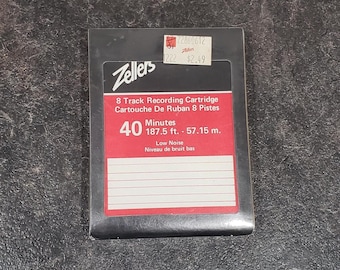 Zellers
8 Track Recording Cartridge
Cartouche De Ruban 8 Pistes
40 Minutes
187.5 ft. - 57.15 m.
Low Noise
Niveau de bruit bas